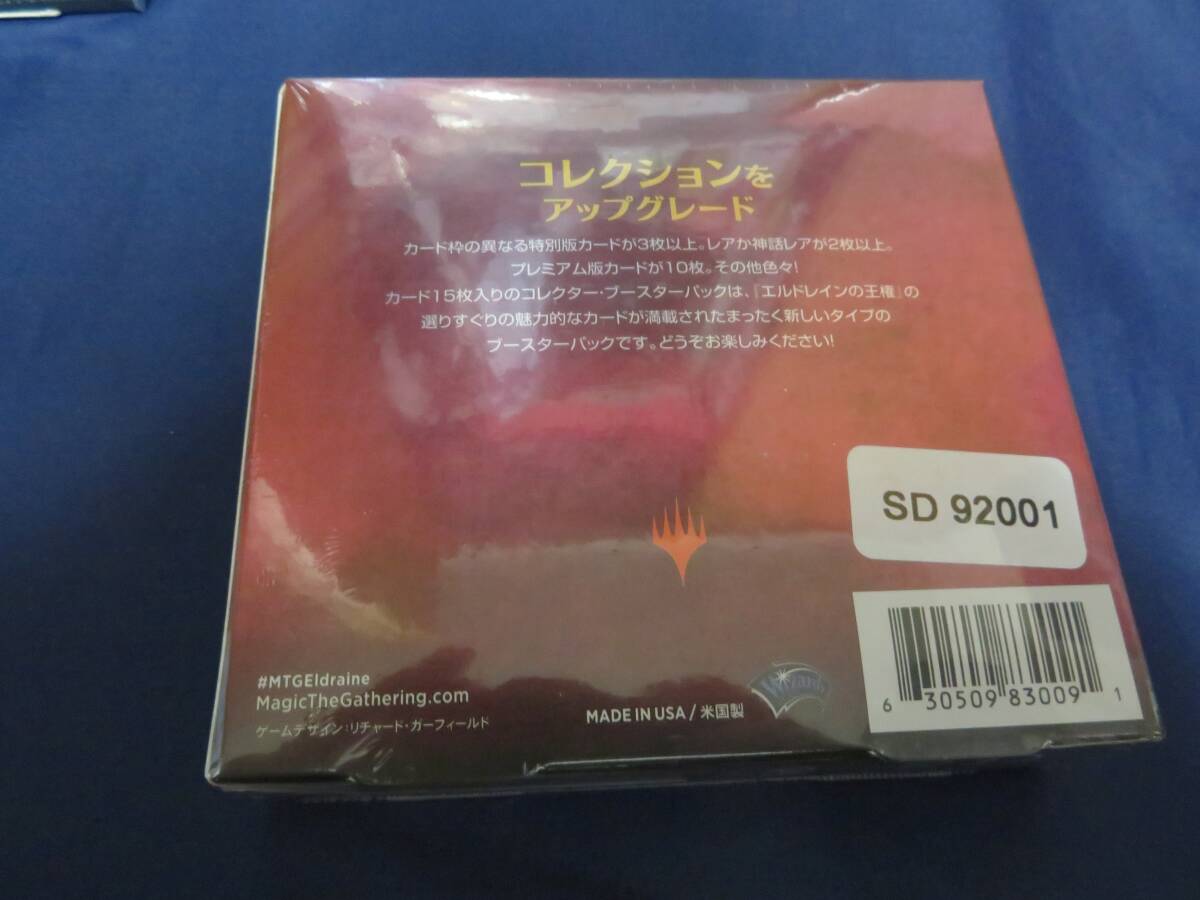 コレクションを
アップグレード
カード枠の異なる特別版カードが3枚以上。レアか神話レアが2枚以上。
プレミアム版カードが10枚。その他色々!
カード15枚入りのコレクター・ブースターパックは、『エルドレインの王権』の
選りすぐりの魅力的なカードが満載されたまったく新しいタイプの
ブースターパックです。どうぞお楽しみください!
SD 92001
#MTGEldraine
MagicTheGathering.com
ゲームデザイン:リチャード・ガーフィールド
MADE IN USA / 米国製
Wizards
6 30509 83009 1